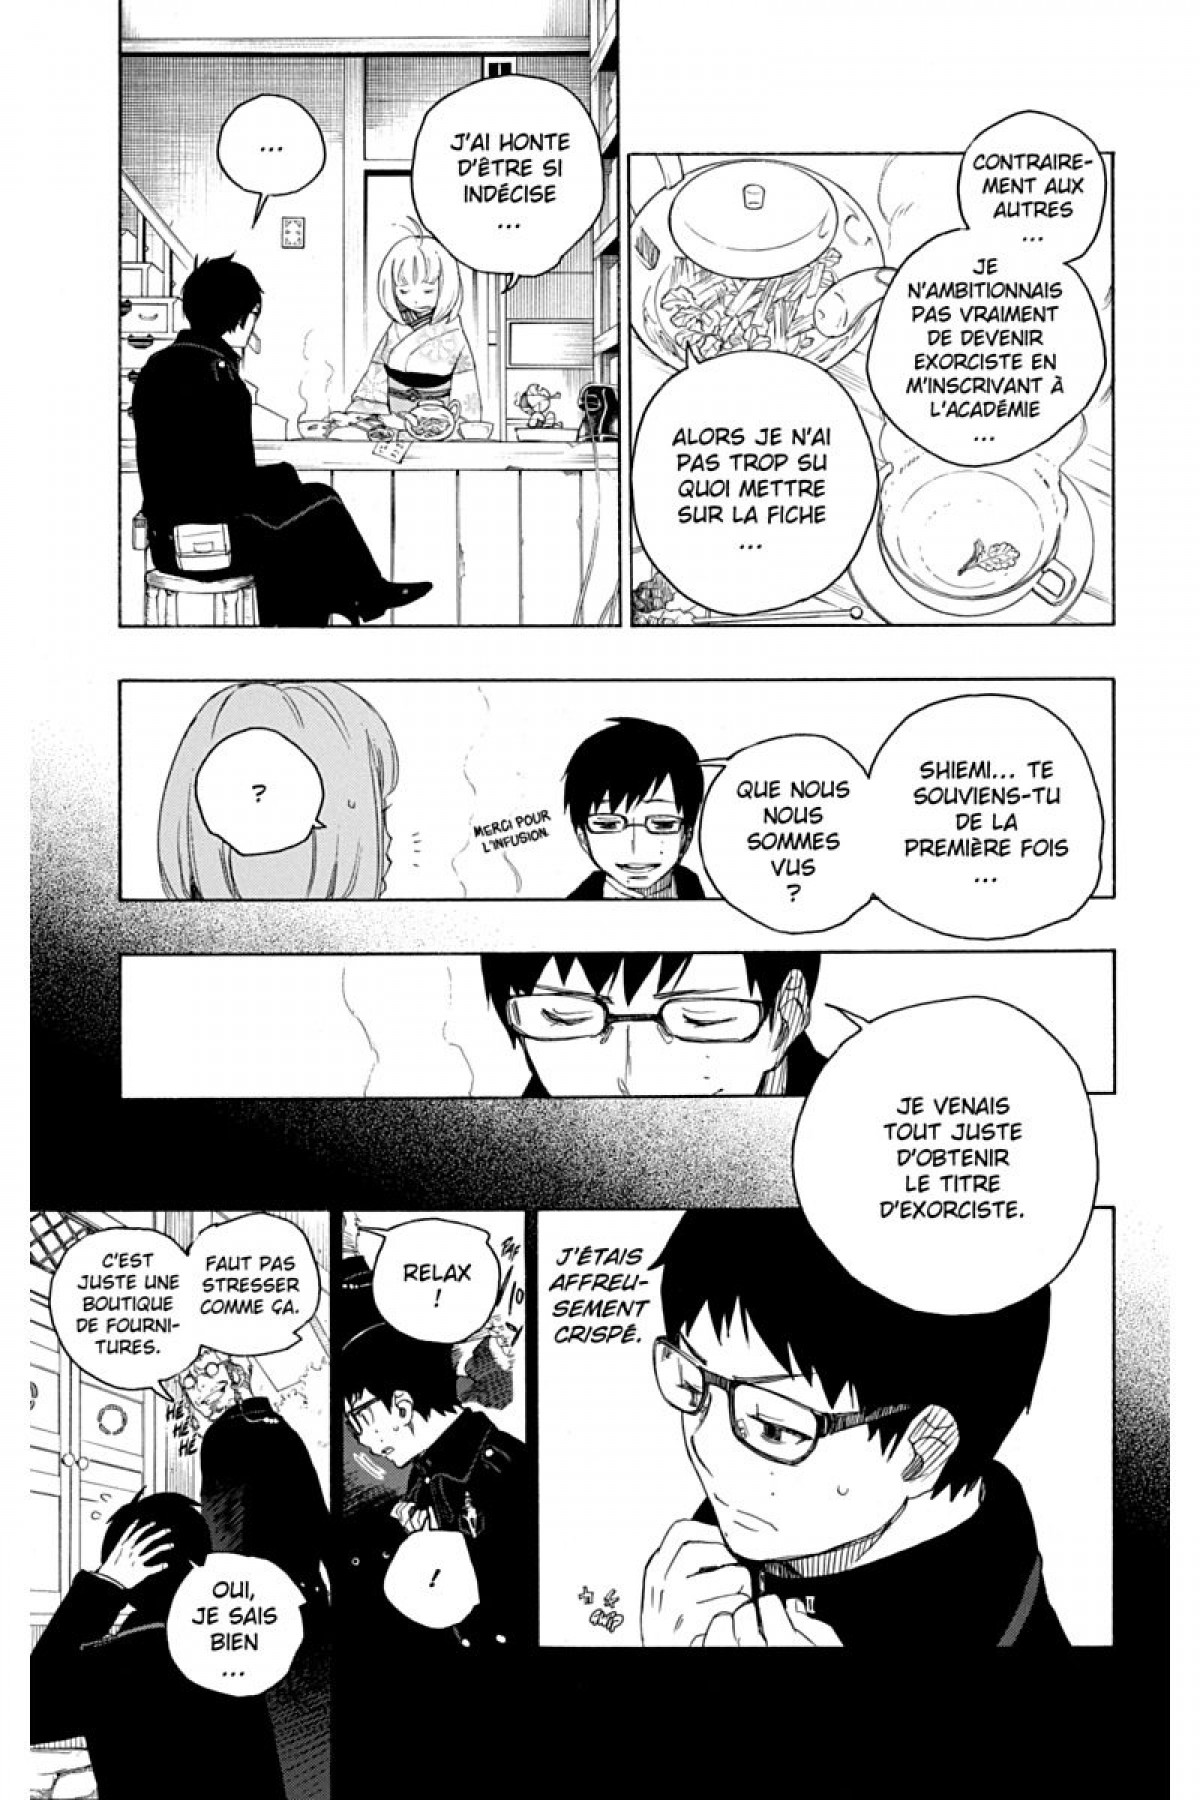 CONTRAIRE-
MENT AUX
AUTRES
...
JE
N'AMBITIONNAIS
PAS VRAIMENT
DE DEVENIR
EXORCISTE EN
M'INSCRIVANT À
L'ACADÉMIE
...
ALORS JE N'AI
PAS TROP SU
QUOI METTRE
SUR LA FICHE
...
J'AI HONTE
D'ÊTRE SI
INDÉCISE
...
...
SHIEMI... TE
SOUVIENS-TU
DE LA
PREMIÈRE FOIS
...
QUE NOUS
NOUS
SOMMES
VUS
?
MERCI POUR
L'INFUSION.
?
JE VENAIS
TOUT JUSTE
D'OBTENIR
LE TITRE
D'EXORCISTE.
J'ÉTAIS
AFFREU-
SEMENT
CRISPÉ.
GWIP
RELAX
!
!
FAUT PAS
STRESSER
COMME ÇA.
C'EST
JUSTE UNE
BOUTIQUE
DE FOURNI-
TURES.
HÉ
HÉ
HÉ
OUI,
JE SAIS
BIEN
...